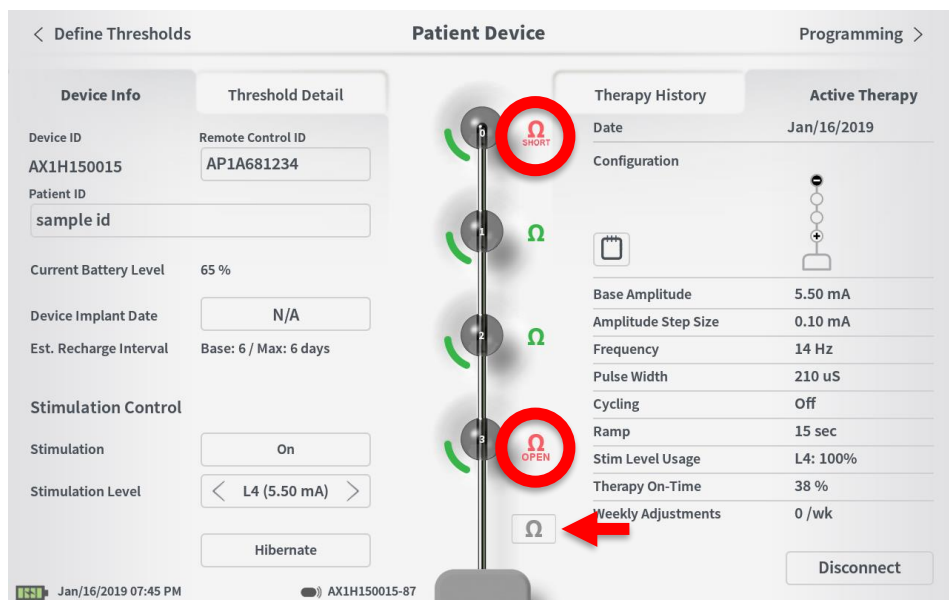 Define Thresholds
Patient Device
Programming
Device Info
Threshold Detail
Device ID
Remote Control ID
AX1H150015
AP1A681234
Patient ID
sample id
Current Battery Level 65 %
Device Implant Date N/A
Est. Recharge Interval Base: 6 / Max: 6 days
Stimulation Control
Stimulation On
Stimulation Level L4 (5.50 mA)
Hibernate
Jan/16/2019 07:45 PM
AX1H150015-87
0
Ω
SHORT
1
Ω
2
Ω
3
Ω
OPEN
Ω
Therapy History
Active Therapy
Date Jan/16/2019
Configuration
Base Amplitude 5.50 mA
Amplitude Step Size 0.10 mA
Frequency 14 Hz
Pulse Width 210 uS
Cycling Off
Ramp 15 sec
Stim Level Usage L4: 100%
Therapy On-Time 38 %
Weekly Adjustments 0 /wk
Disconnect